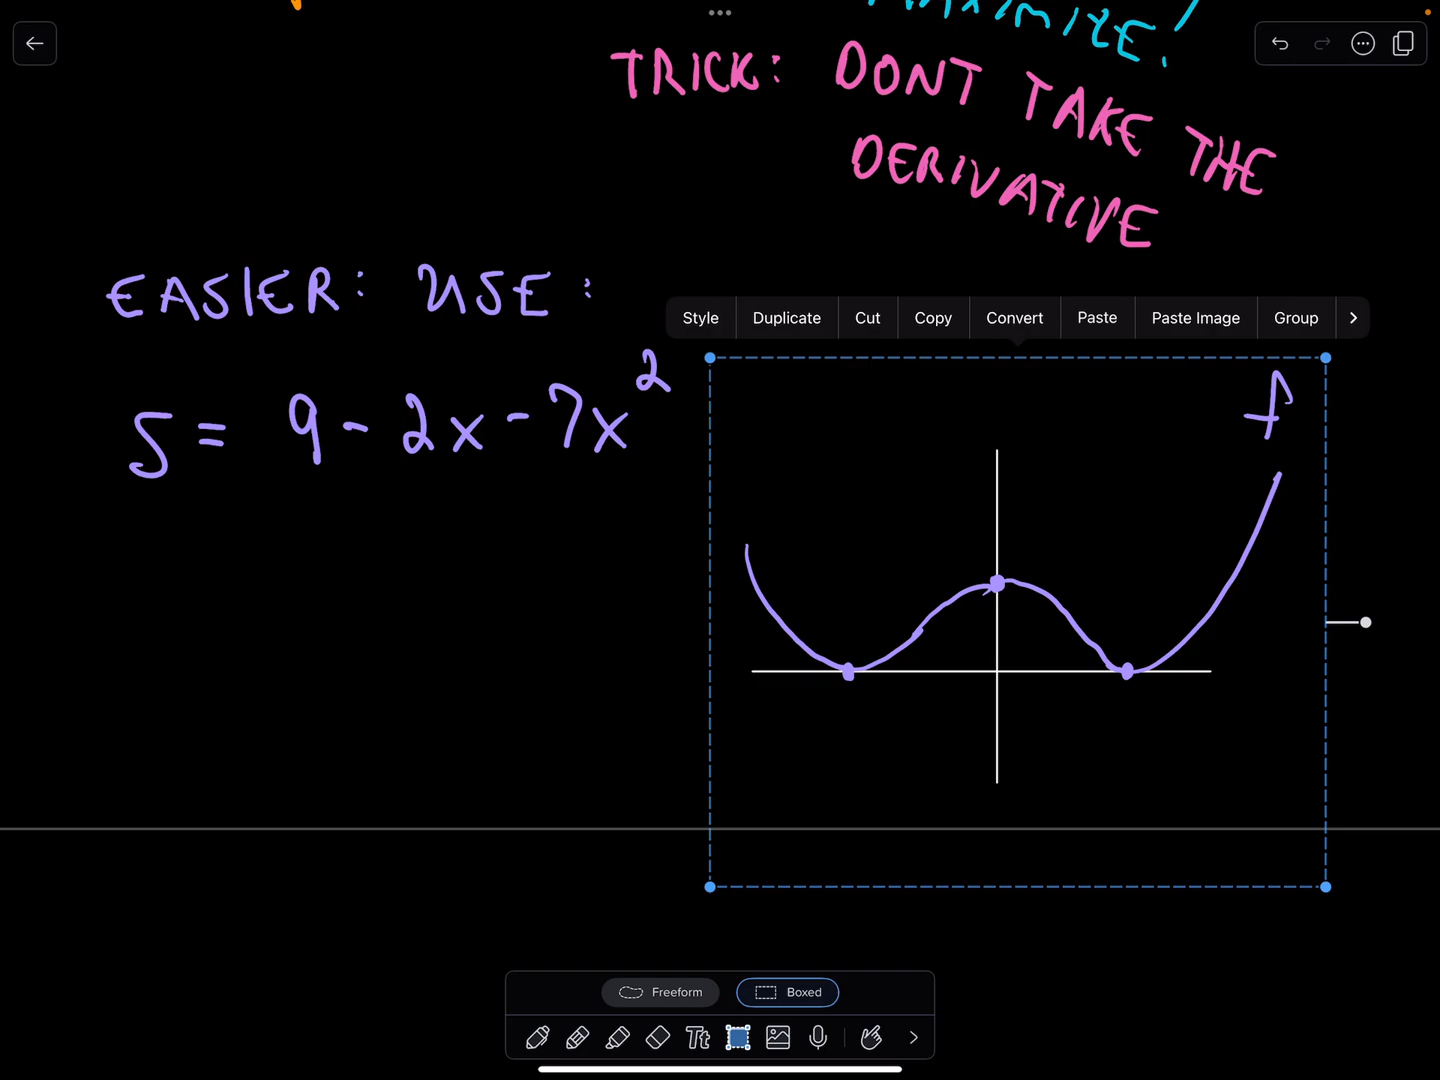 TRICK: DONT TAKE THE
DERIVATIVE
EASIER: USE:
S = 9 - 2x - 7x²
Style Duplicate Cut Copy Convert Paste Paste Image Group
f
Freeform Boxed
Tt